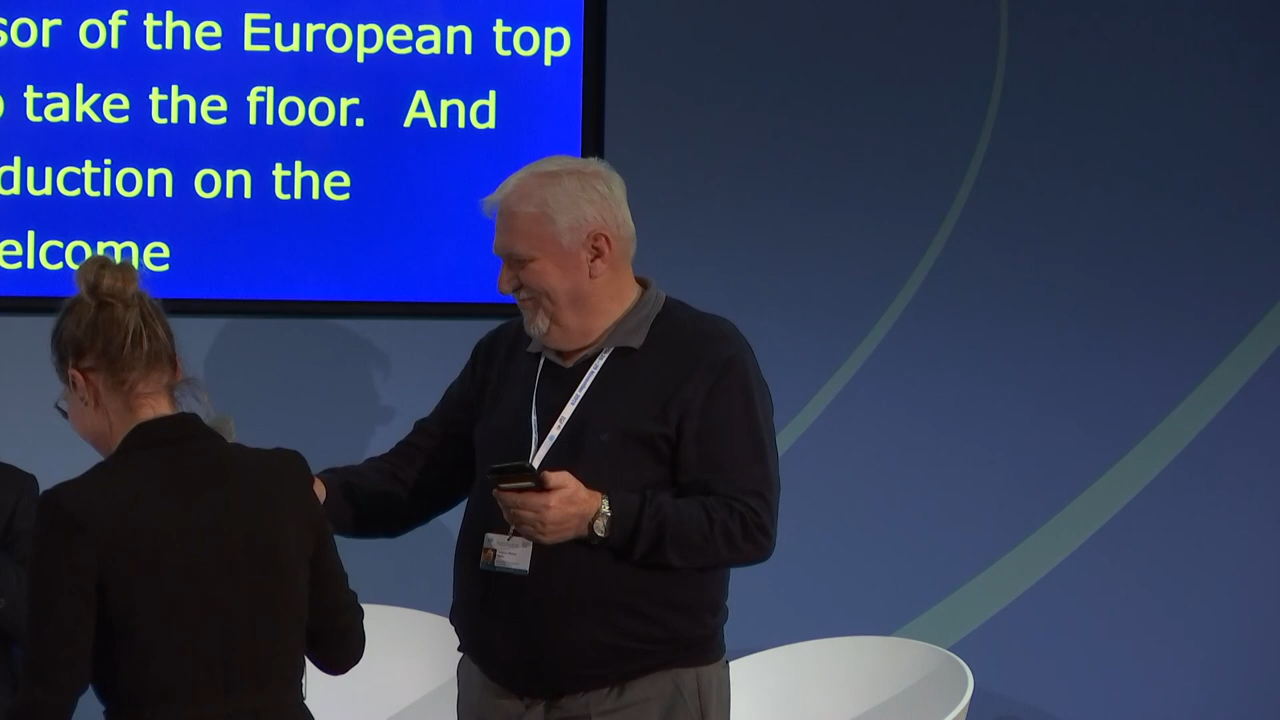 sor of the European top
take the floor. And
duction on the
elcome